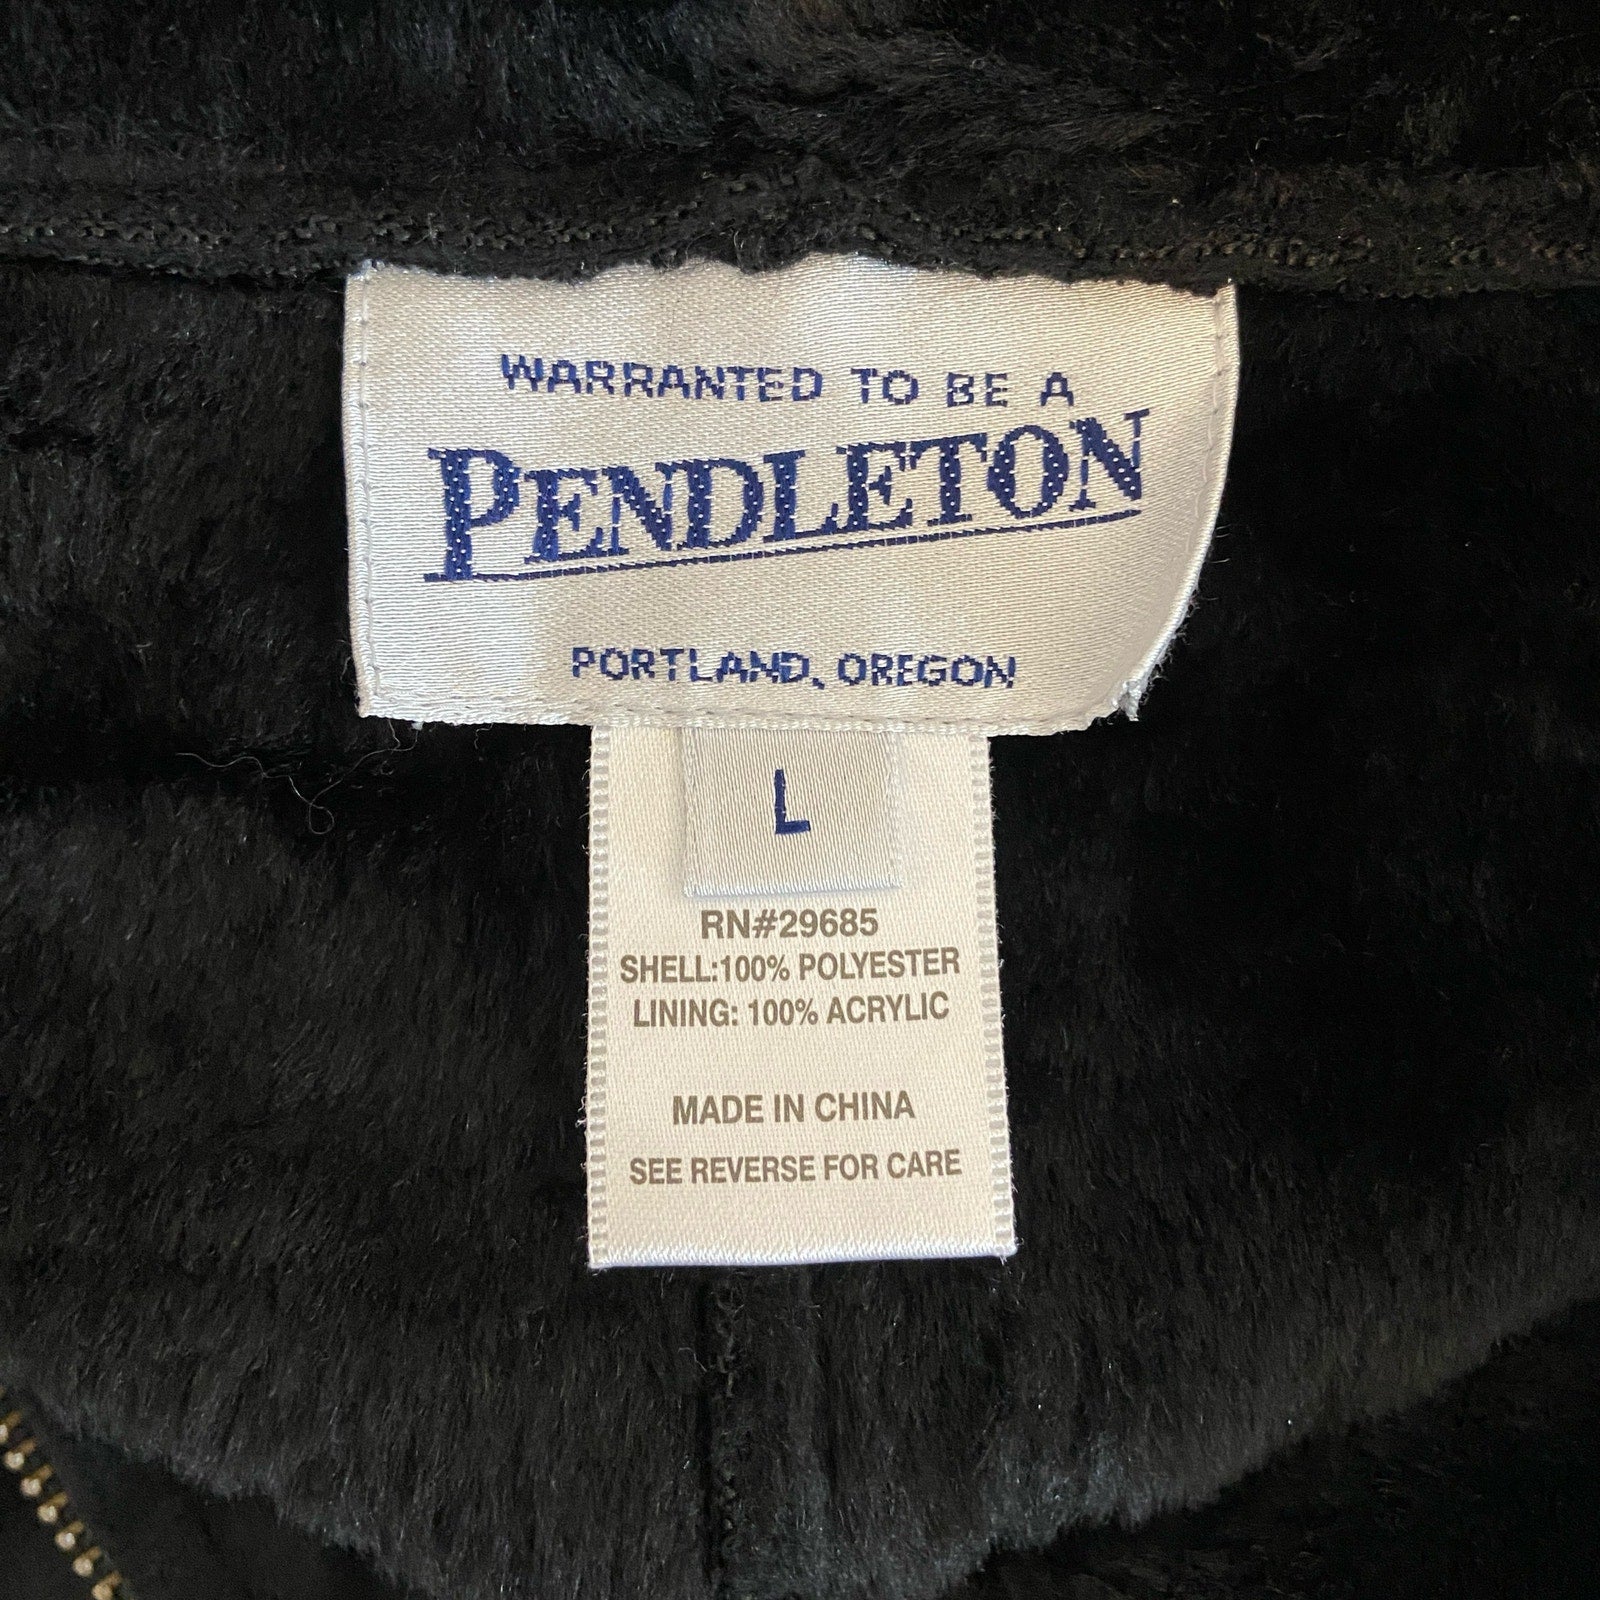 WARRANTED TO BE A
PENDLETON
PORTLAND, OREGON
L
RN#29685
SHELL:100% POLYESTER
LINING: 100% ACRYLIC
MADE IN CHINA
SEE REVERSE FOR CARE